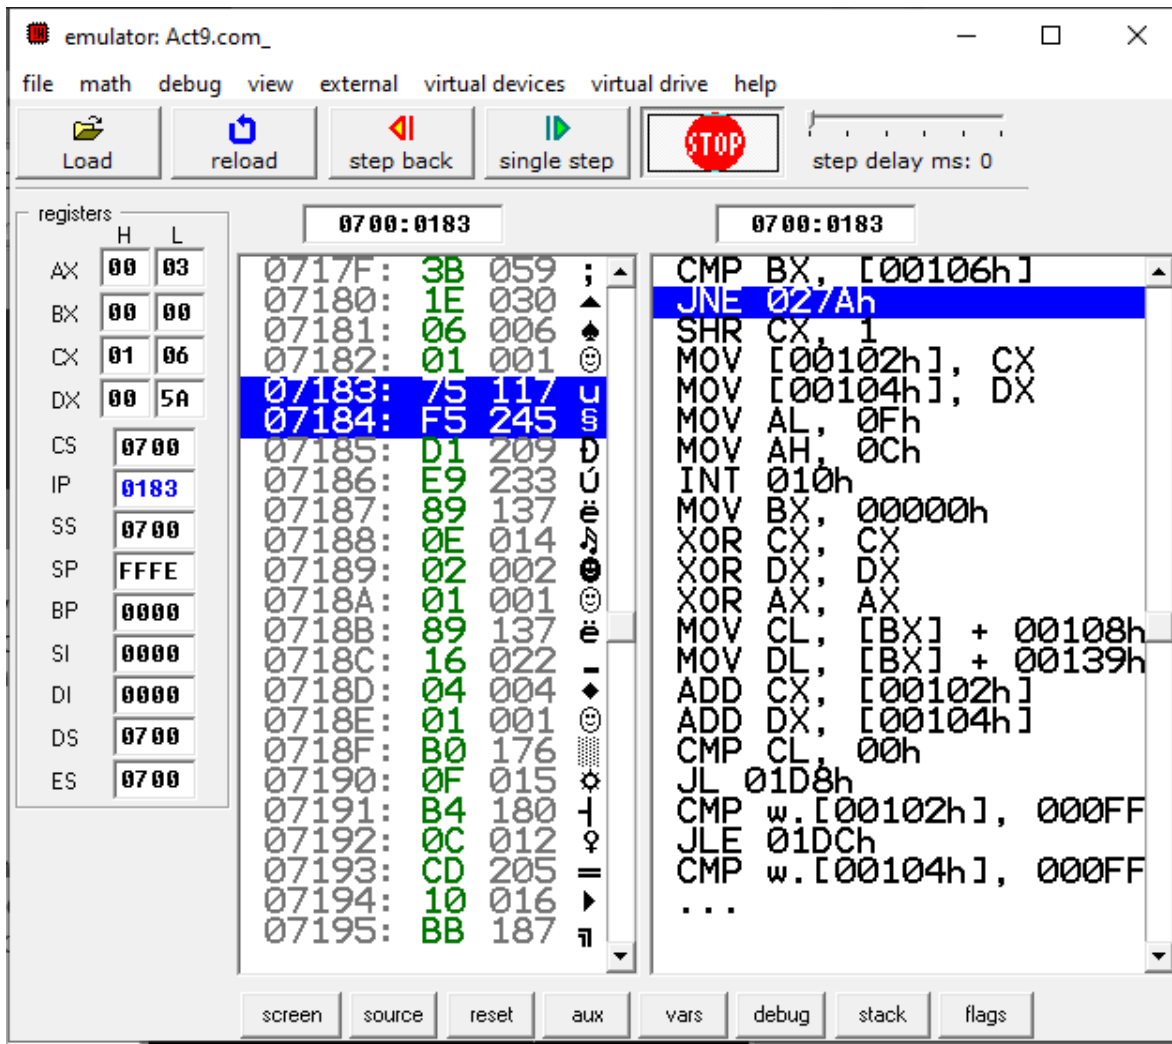 emulator: Act9.com_
file math debug view external virtual devices virtual drive help
Load reload step back single step STOP step delay ms: 0
registers
H L
AX 00 03
BX 00 00
CX 01 06
DX 00 5A
CS 0700
IP 0183
SS 0700
SP FFFE
BP 0000
SI 0000
DI 0000
DS 0700
ES 0700
0700:0183
0717F: 3B 059 ;
07180: 1E 030 ▲
07181: 06 006 ♠
07182: 01 001 ☺
07183: 75 117 u
07184: F5 245 §
07185: D1 209 Ð
07186: E9 233 Ú
07187: 89 137 ë
07188: 0E 014 ♫
07189: 02 002 ☻
0718A: 01 001 ☺
0718B: 89 137 ë
0718C: 16 022 ▬
0718D: 04 004 ♦
0718E: 01 001 ☺
0718F: B0 176 ░
07190: 0F 015 ☼
07191: B4 180 ┤
07192: 0C 012 ♀
07193: CD 205 ═
07194: 10 016 ►
07195: BB 187 ╗
0700:0183
CMP BX, [00106h]
JNE 027Ah
SHR CX, 1
MOV [00102h], CX
MOV [00104h], DX
MOV AL, 0Fh
MOV AH, 0Ch
INT 010h
MOV BX, 00000h
XOR CX, CX
XOR DX, DX
XOR AX, AX
MOV CL, [BX] + 00108h
MOV DL, [BX] + 00139h
ADD CX, [00102h]
ADD DX, [00104h]
CMP CL, 00h
JL 01D8h
CMP w.[00102h], 000FF
JLE 01DCh
CMP w.[00104h], 000FF
...
screen source reset aux vars debug stack flags